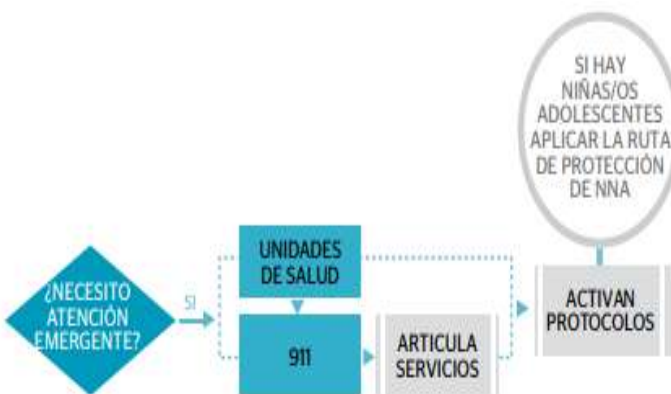 SI HAY
NIÑAS/OS
ADOLESCENTES
APLICAR LA RUTA
DE PROTECCIÓN
DE NNA
¿NECESITO
ATENCIÓN
EMERGENTE?
SI
UNIDADES
DE SALUD
911
ARTICULA
SERVICIOS
ACTIVAN
PROTOCOLOS